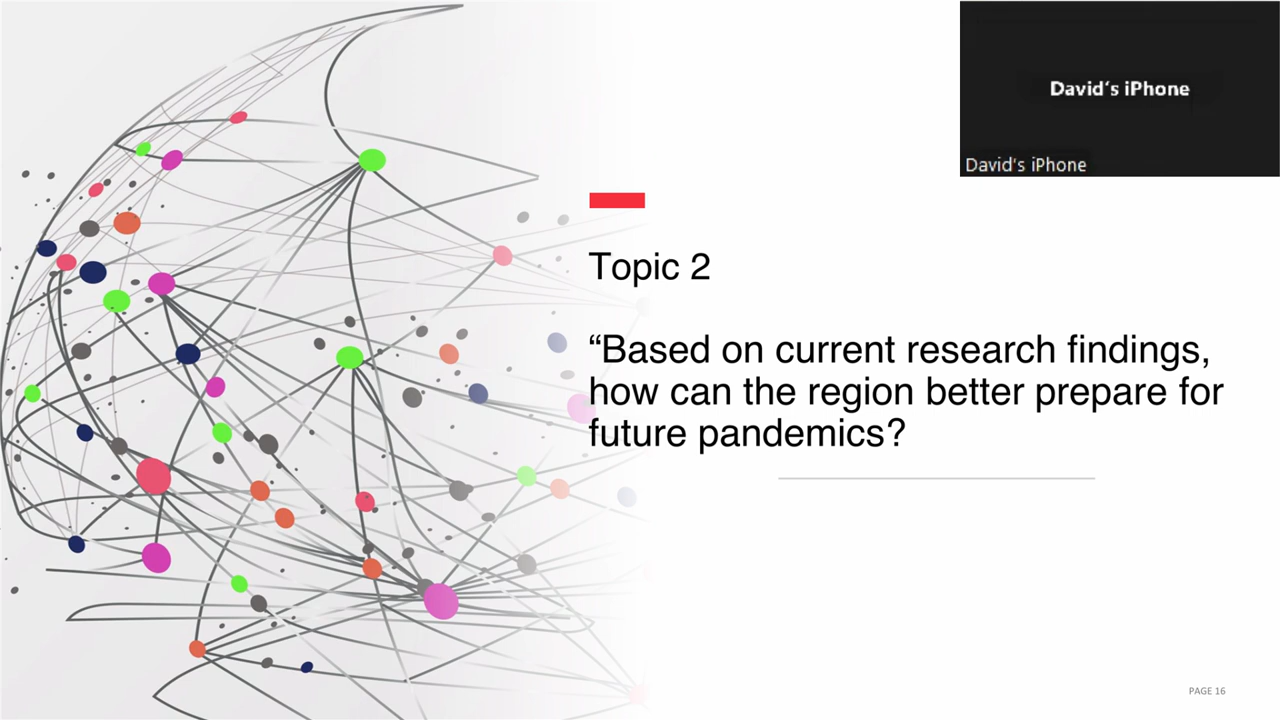 David's iPhone
David's iPhone
Topic 2
“Based on current research findings,
how can the region better prepare for
future pandemics?
PAGE 16